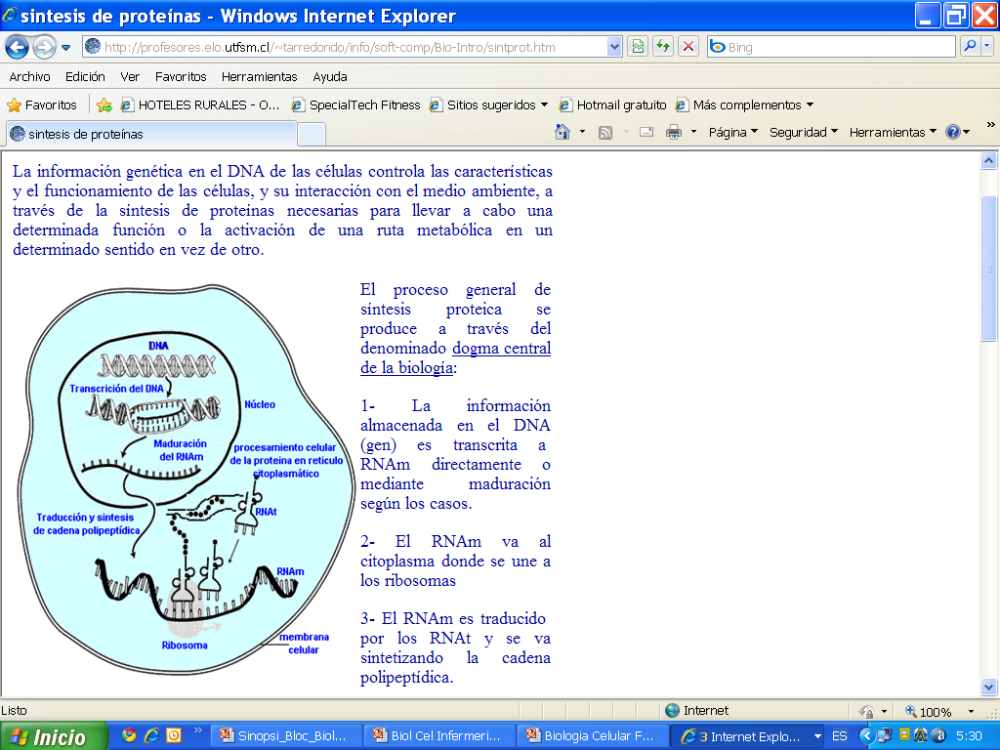 sintesis de proteínas - Windows Internet Explorer
http://profesores.elo.utfsm.cl/~tarredondo/info/soft-comp/Bio-Intro/sintprot.htm
Bing
Archivo Edición Ver Favoritos Herramientas Ayuda
Favoritos HOTELES RURALES - O... SpecialTech Fitness Sitios sugeridos Hotmail gratuito Más complementos
sintesis de proteínas Página Seguridad Herramientas »
La información genética en el DNA de las células controla las características
y el funcionamiento de las células, y su interacción con el medio ambiente, a
través de la síntesis de proteínas necesarias para llevar a cabo una
determinada función o la activación de una ruta metabólica en un
determinado sentido en vez de otro.
DNA
Transcrición del DNA
Núcleo
Maduración
del RNAm
procesamiento celular
de la proteina en reticulo
citoplasmático
RNAt
Traducción y sintesis
de cadena polipeptídica
RNAm
Ribosoma
membrana
celular
El proceso general de
síntesis proteica se
produce a través del
denominado dogma central
de la biología:
1- La información
almacenada en el DNA
(gen) es transcrita a
RNAm directamente o
mediante maduración
según los casos.
2- El RNAm va al
citoplasma donde se une a
los ribosomas
3- El RNAm es traducido
por los RNAt y se va
sintetizando la cadena
polipeptídica.
Listo Internet 100%
Inicio » Sinopsi_Bloc_Biol... Biol Cel Infermeri... Biologia Celular F... 3 Internet Explo... ES 5:30